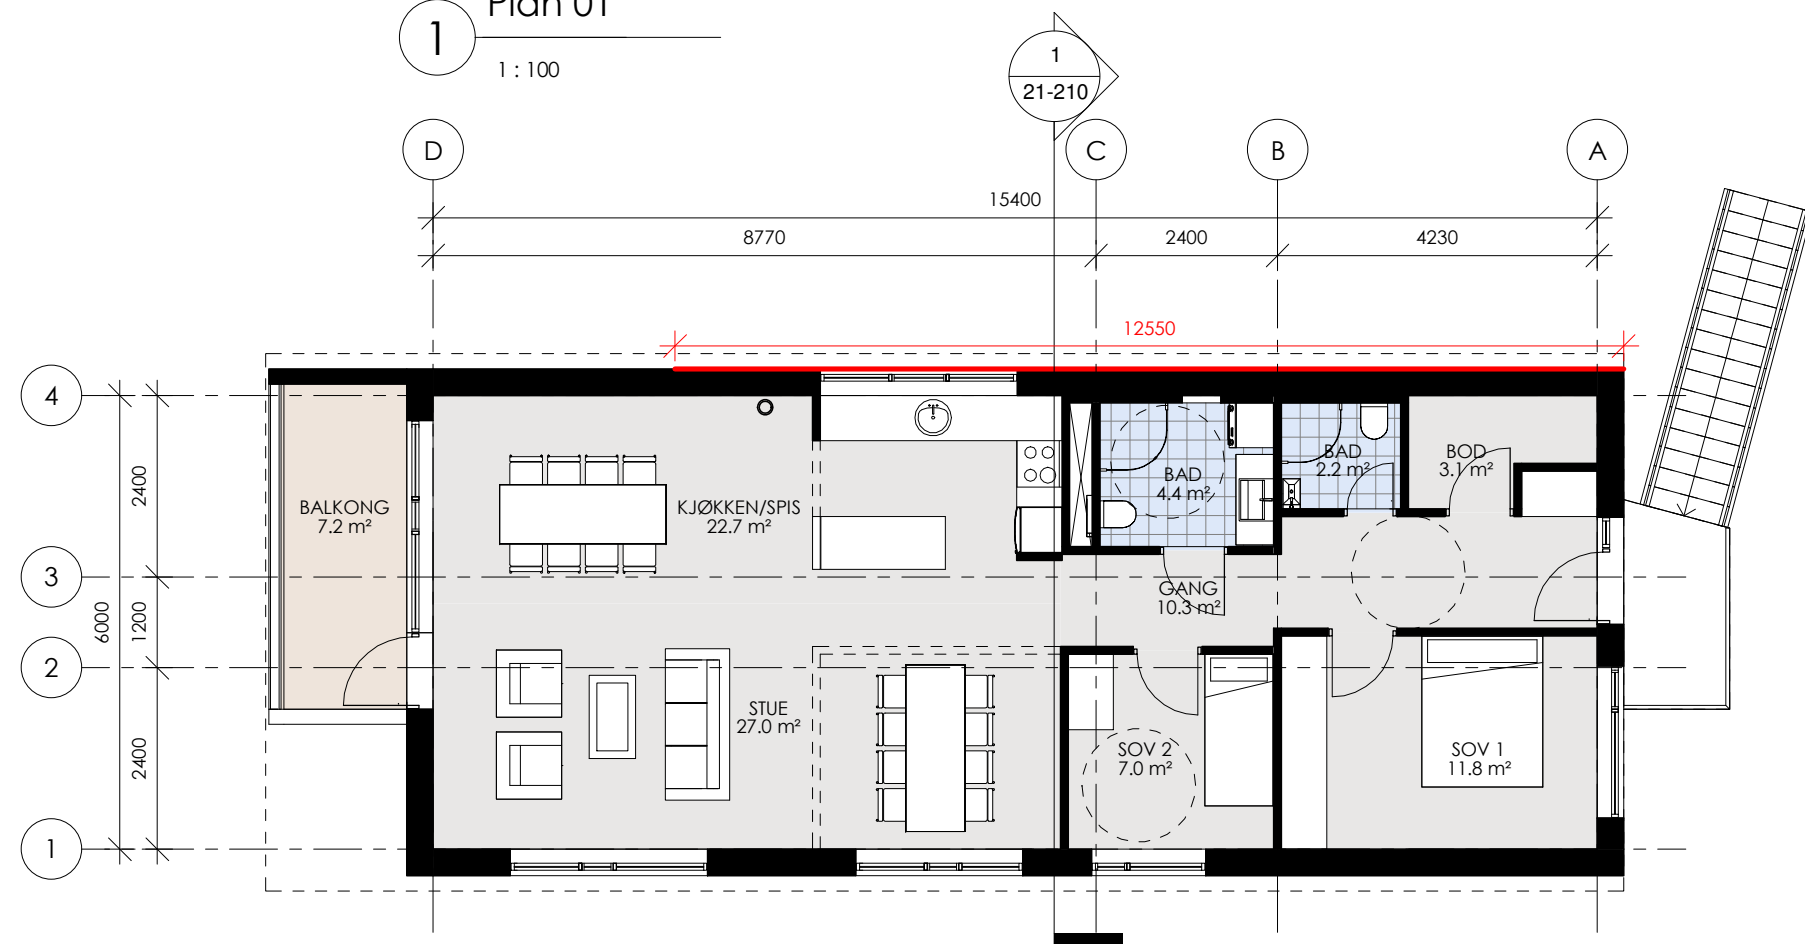 Plan 01
1
1 : 100
1
21-210
D
C
B
A
15400
8770
2400
4230
12550
4
3
2
1
6000
2400
1200
2400
BALKONG
7.2 m²
KJØKKEN/SPIS
22.7 m²
BAD
4.4 m²
BAD
2.2 m²
BOD
3.1 m²
GANG
10.3 m²
STUE
27.0 m²
SOV 2
7.0 m²
SOV 1
11.8 m²